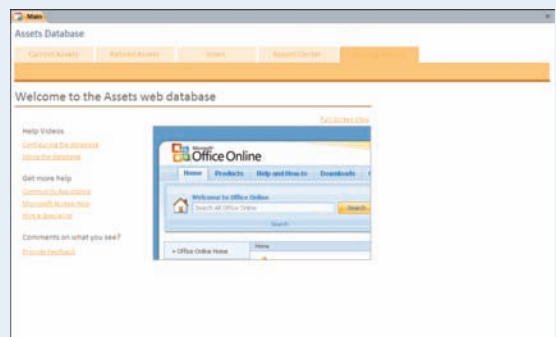 Main
Assets Database
Current Assets Retired Assets Users Report Center
Welcome to the Assets web database
Full Screen View
Help Videos
Configuring the database
Using the database
Get more help
Community Assistance
Microsoft Access Help
Hire a Specialist
Comments on what you see?
Provide Feedback
Microsoft
Office Online
Home Products Help and How-to Downloads
Welcome to Office Online
Search All Office Online Search
Search
» Office Online Home
Home